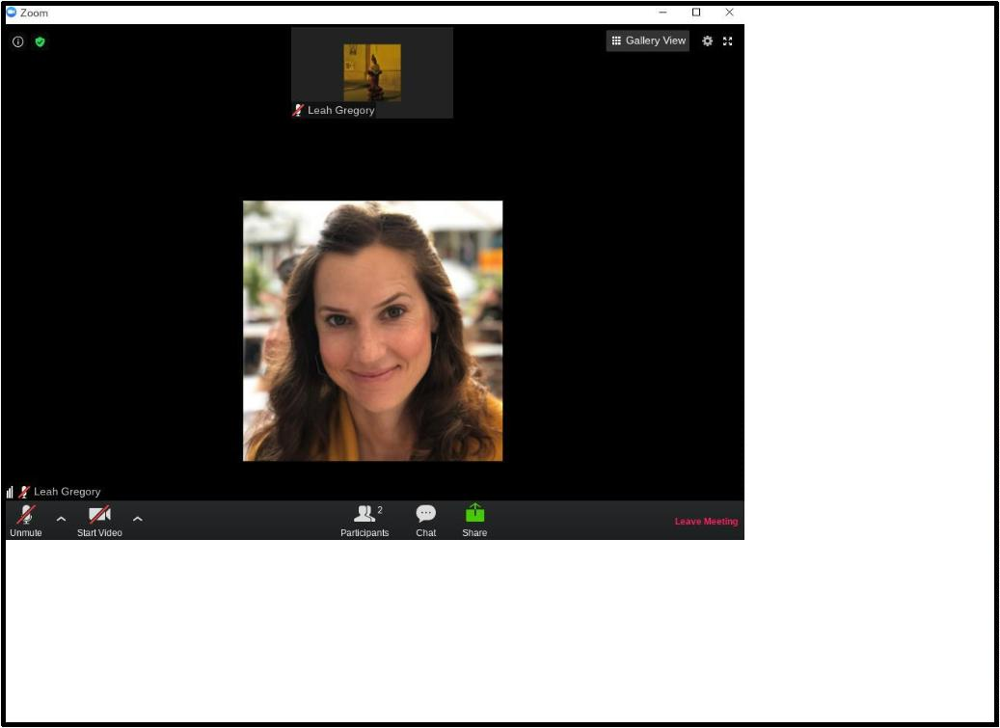 Zoom
Gallery View
Leah Gregory
Leah Gregory
Unmute
Start Video
2
Participants
Chat
Share
Leave Meeting